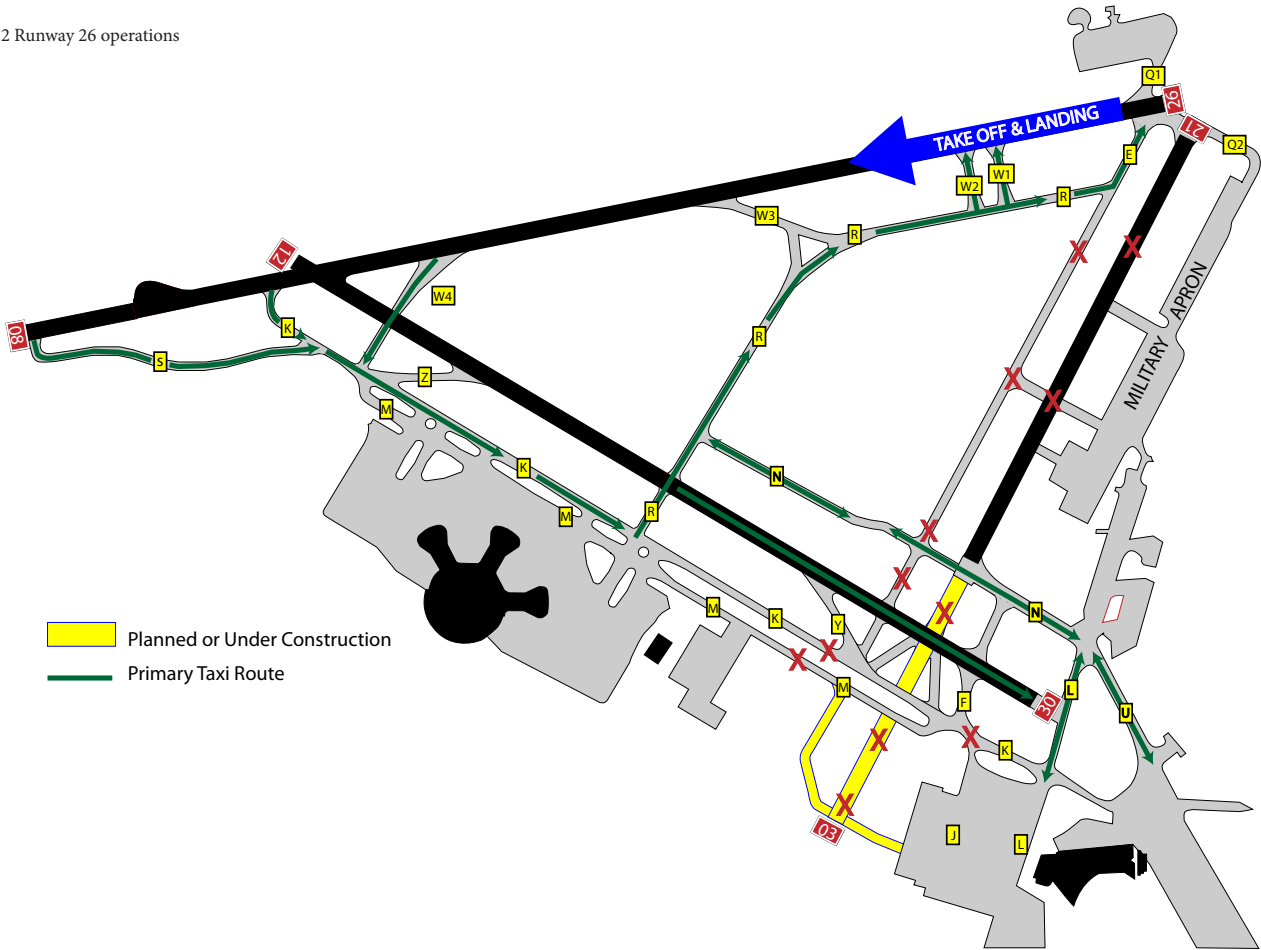 2 Runway 26 operations
Q1
26
TAKE OFF & LANDING
21
Q2
E
W1
W2
R
W3
R
X
X
12
MILITARY APRON
W4
K
08
R
S
Z
X
X
M
K
N
R
M
X
X
M
K
Y
X
N
Planned or Under Construction
X
X
Primary Taxi Route
M
L
F
30
U
X
X
K
X
03
J
L